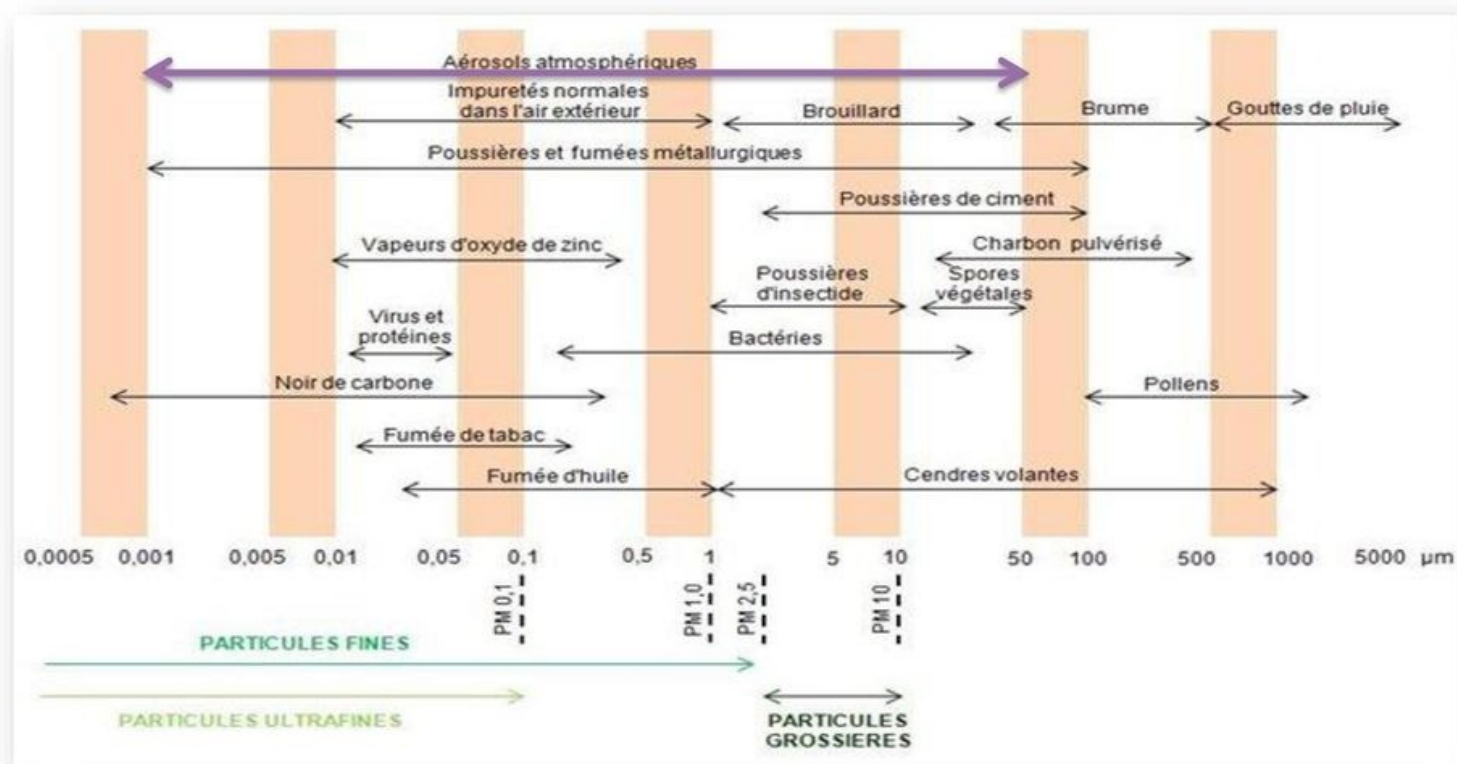 Aérosols atmosphériques
Impuretés normales
dans l'air extérieur
Brouillard
Brume
Gouttes de pluie
Poussières et fumées métallurgiques
Poussières de ciment
Vapeurs d'oxyde de zinc
Charbon pulvérisé
Poussières
d'insectide
Spores
végétales
Virus et
protéines
Bactéries
Noir de carbone
Pollens
Fumée de tabac
Fumée d'huile
Cendres volantes
0,0005 0,001 0,005 0,01 0,05 0,1 0,5 1 5 10 50 100 500 1000 5000 µm
PM 0,1
PM 1,0
PM 2,5
PM 10
PARTICULES FINES
PARTICULES ULTRAFINES
PARTICULES
GROSSIERES